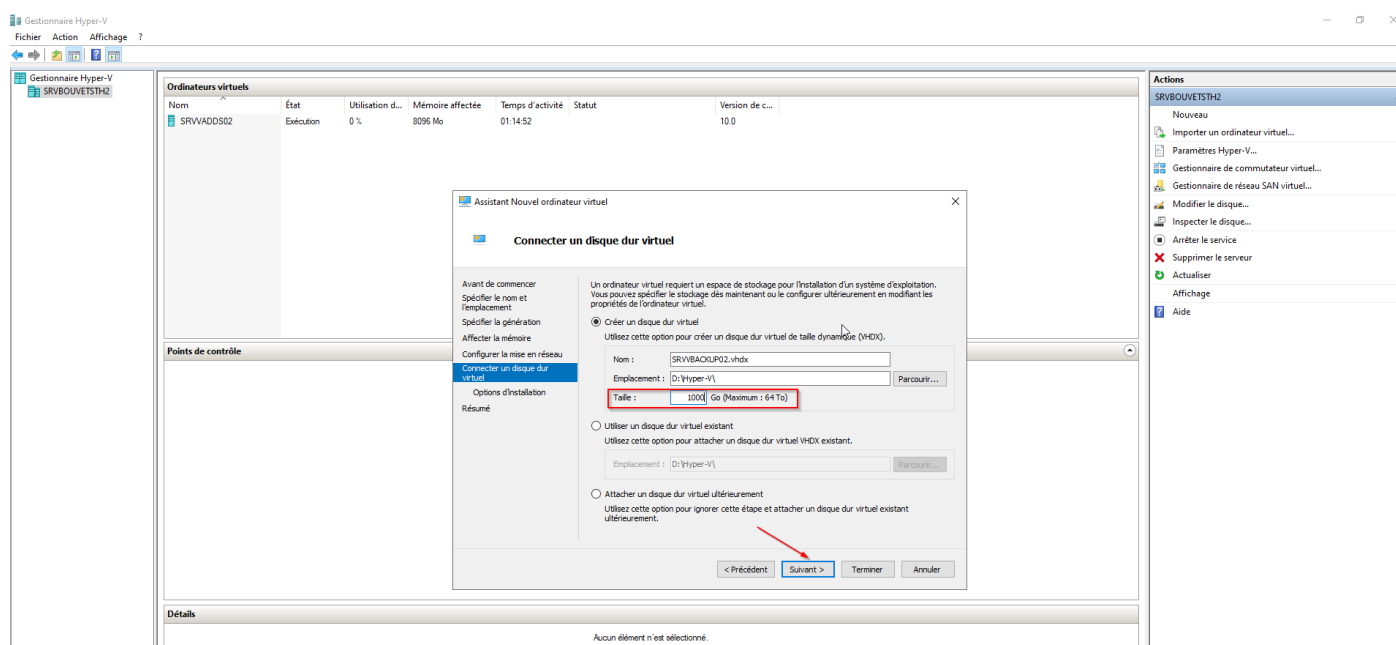 Gestionnaire Hyper-V
Fichier Action Affichage ?
Gestionnaire Hyper-V
SRVBOUVETSTH2
Ordinateurs virtuels
Nom État Utilisation d... Mémoire affectée Temps d'activité Statut Version de c...
SRVVADDS02 Exécution 0 % 8096 Mo 01:14:52 10.0
Assistant Nouvel ordinateur virtuel
Connecter un disque dur virtuel
Avant de commencer
Spécifier le nom et
l'emplacement
Spécifier la génération
Affecter la mémoire
Configurer la mise en réseau
Connecter un disque dur
virtuel
Options d'installation
Résumé
Un ordinateur virtuel requiert un espace de stockage pour l'installation d'un système d'exploitation.
Vous pouvez spécifier le stockage dès maintenant ou le configurer ultérieurement en modifiant les
propriétés de l'ordinateur virtuel.
Créer un disque dur virtuel
Utilisez cette option pour créer un disque dur virtuel de taille dynamique (VHDX).
Nom : SRVVBACKUP02.vhdx
Emplacement : D:\Hyper-V\ Parcourir...
Taille : 1000 Go (Maximum : 64 To)
Utiliser un disque dur virtuel existant
Utilisez cette option pour attacher un disque dur virtuel VHDX existant.
Emplacement : D:\Hyper-V\ Parcourir...
Attacher un disque dur virtuel ultérieurement
Utilisez cette option pour ignorer cette étape et attacher un disque dur virtuel existant
ultérieurement.
< Précédent Suivant > Terminer Annuler
Points de contrôle
Détails
Aucun élément n'est sélectionné.
Actions
SRVBOUVETSTH2
Nouveau
Importer un ordinateur virtuel...
Paramètres Hyper-V...
Gestionnaire de commutateur virtuel...
Gestionnaire de réseau SAN virtuel...
Modifier le disque...
Inspecter le disque...
Arrêter le service
Supprimer le serveur
Actualiser
Affichage
Aide